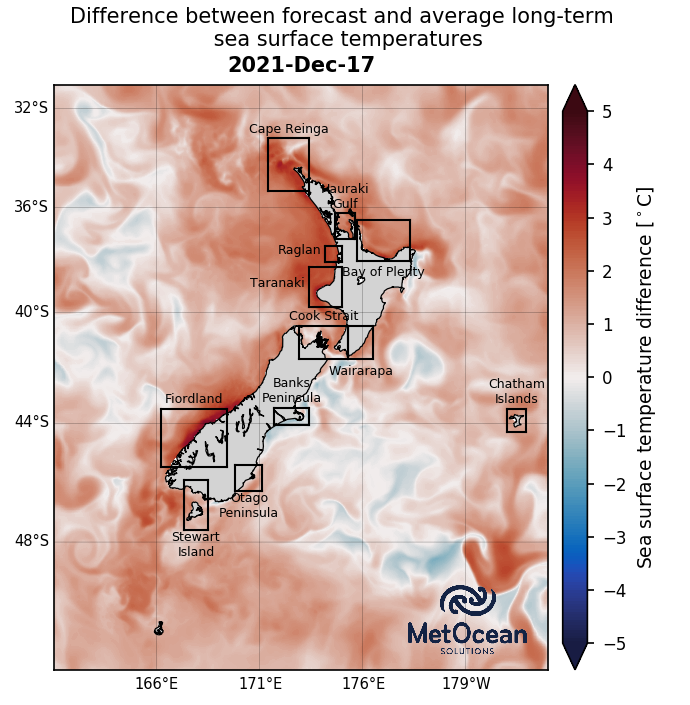 Difference between forecast and average long-term
sea surface temperatures
2021-Dec-17
32°S
36°S
40°S
44°S
48°S
166°E
171°E
176°E
179°W
Cape Reinga
Hauraki
Gulf
Raglan
Bay of Plenty
Taranaki
Cook Strait
Wairarapa
Banks
Peninsula
Fiordland
Chatham
Islands
Otago
Peninsula
Stewart
Island
MetOcean
SOLUTIONS
5
4
3
2
1
0
−1
−2
−3
−4
−5
Sea surface temperature difference [°C]